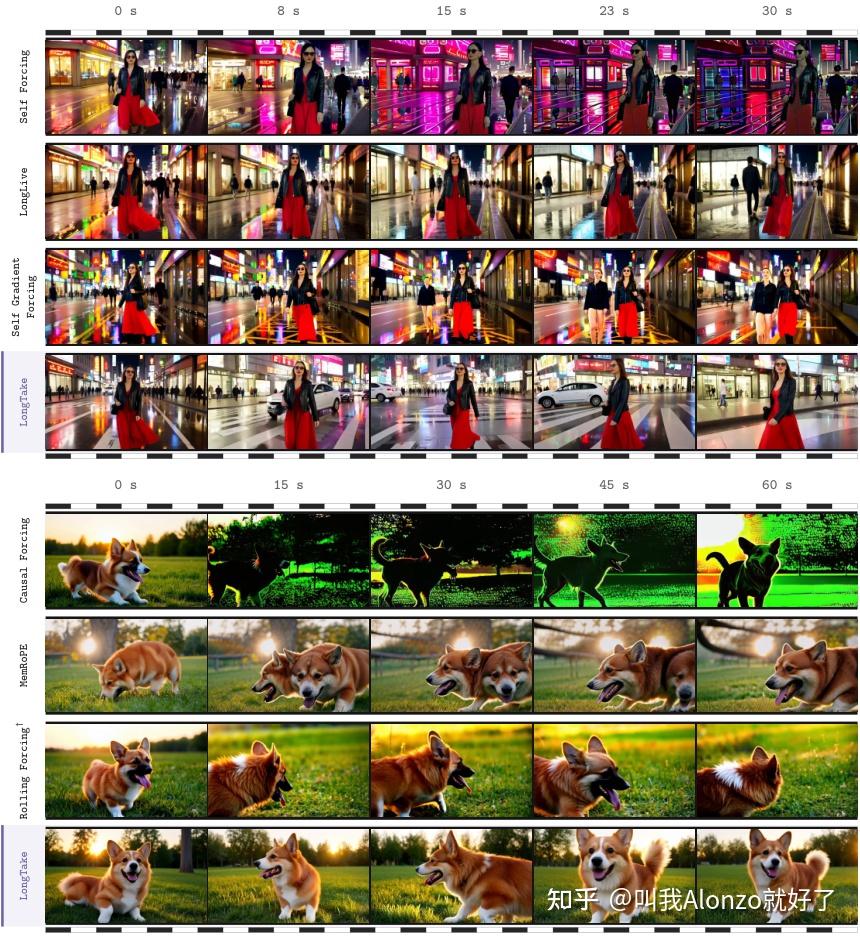 0 s 8 s 15 s 23 s 30 s
Self Forcing
LongLive
Self Gradient
Forcing
LongTake
0 s 15 s 30 s 45 s 60 s
Causal Forcing
MemRoPE
Rolling Forcing†
LongTake
知乎 @叫我Alonzo就好了